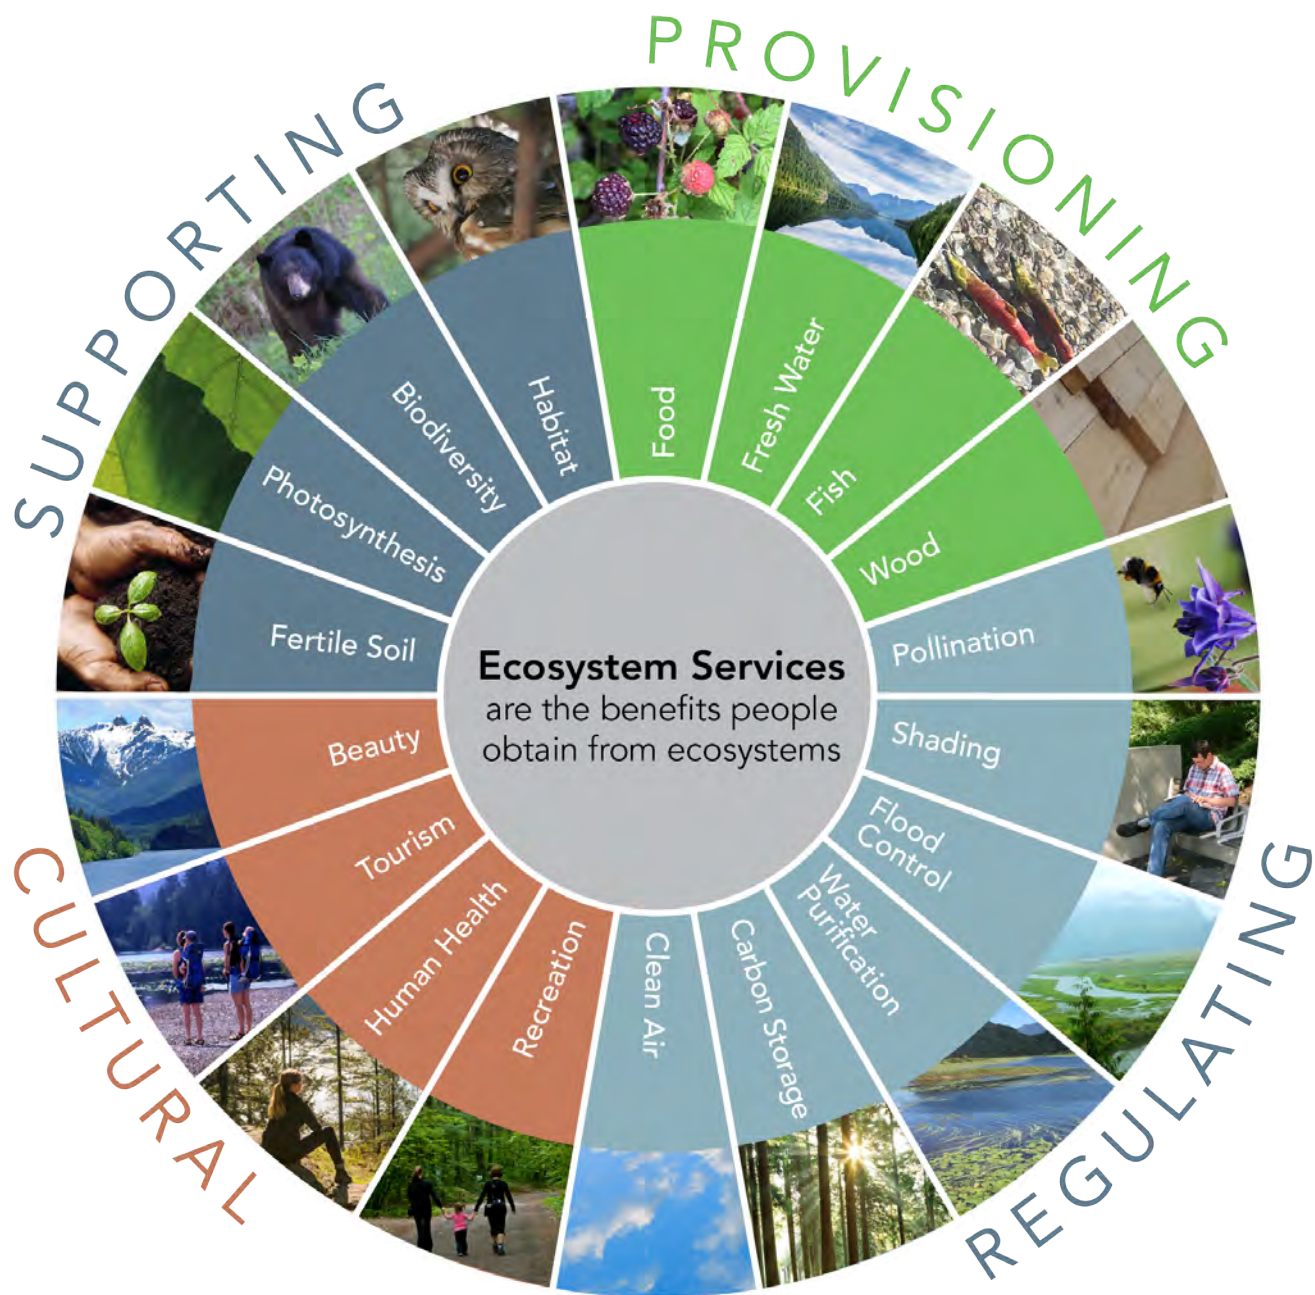 SUPPORTING
PROVISIONING
REGULATING
CULTURAL
Ecosystem Services
are the benefits people
obtain from ecosystems
Food
Fresh Water
Fish
Wood
Pollination
Shading
Flood
Control
Water
Purification
Carbon Storage
Clean Air
Recreation
Human Health
Tourism
Beauty
Fertile Soil
Photosynthesis
Biodiversity
Habitat